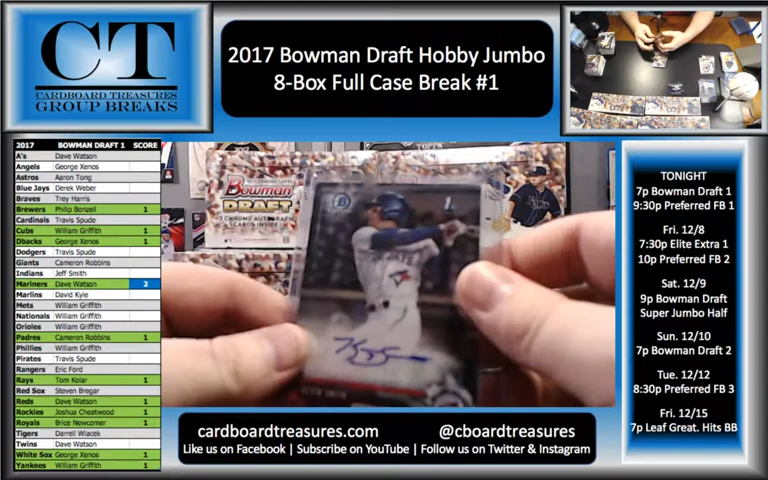 CT
CARDBOARD TREASURES
GROUP BREAKS
2017 Bowman Draft Hobby Jumbo
8-Box Full Case Break #1
2017 BOWMAN DRAFT 1 SCORE
A's Dave Watson
Angels George Xenos
Astros Aaron Tong
Blue Jays Derek Weber
Braves Trey Harris
Brewers Philip Bonzell 1
Cardinals Travis Spude
Cubs William Griffith 1
Dbacks George Xenos 1
Dodgers Travis Spude
Giants Cameron Robbins
Indians Jeff Smith
Mariners Dave Watson 2
Marlins David Kyle
Mets William Griffith
Nationals William Griffith
Orioles William Griffith
Padres Cameron Robbins 1
Phillies William Griffith
Pirates Travis Spude
Rangers Eric Ford
Rays Tom Kolar 1
Red Sox Steven Bregar
Reds Dave Watson 1
Rockies Joshua Cheatwood 1
Royals Brice Newcomer 1
Tigers Darrell Wiacek
Twins Dave Watson
White Sox George Xenos 1
Yankees William Griffith 1
TOPPS
2017
Bowman
DRAFT
3 CHROME AUTOGRAPH
CARDS INSIDE!
TONIGHT
7p Bowman Draft 1
9:30p Preferred FB 1
Fri. 12/8
7:30p Elite Extra 1
10p Preferred FB 2
Sat. 12/9
9p Bowman Draft
Super Jumbo Half
Sun. 12/10
7p Bowman Draft 2
Tue. 12/12
8:30p Preferred FB 3
Fri. 12/15
7p Leaf Great. Hits BB
cardboardtreasures.com @cboardtreasures
Like us on Facebook | Subscribe on YouTube | Follow us on Twitter & Instagram